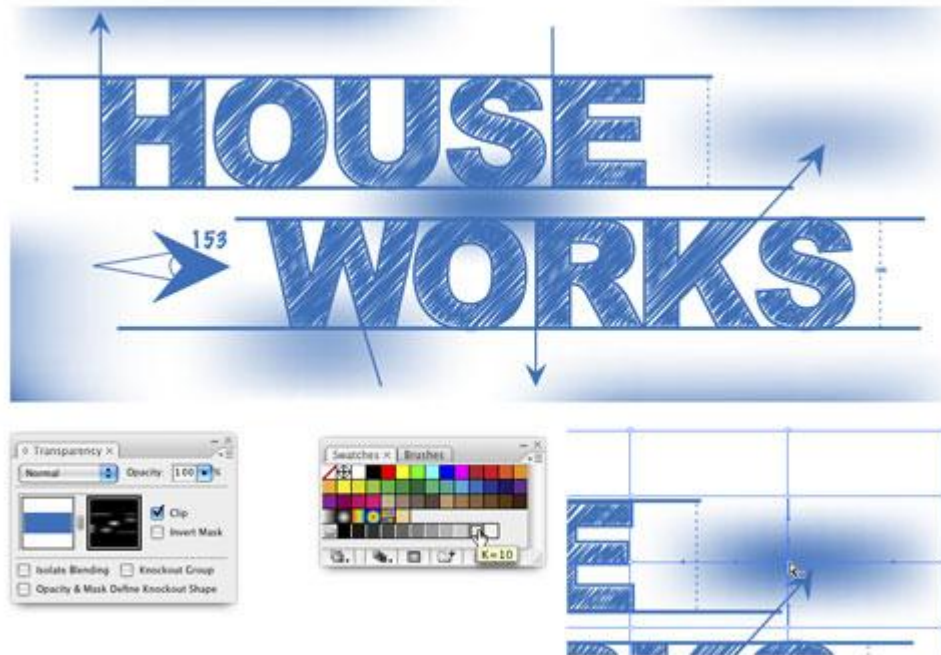 HOUSE
153
WORKS
Transparency
Normal Opacity: 100 %
Clip
Invert Mask
Isolate Blending Knockout Group
Opacity & Mask Define Knockout Shape
Swatches Brushes
K=10
E